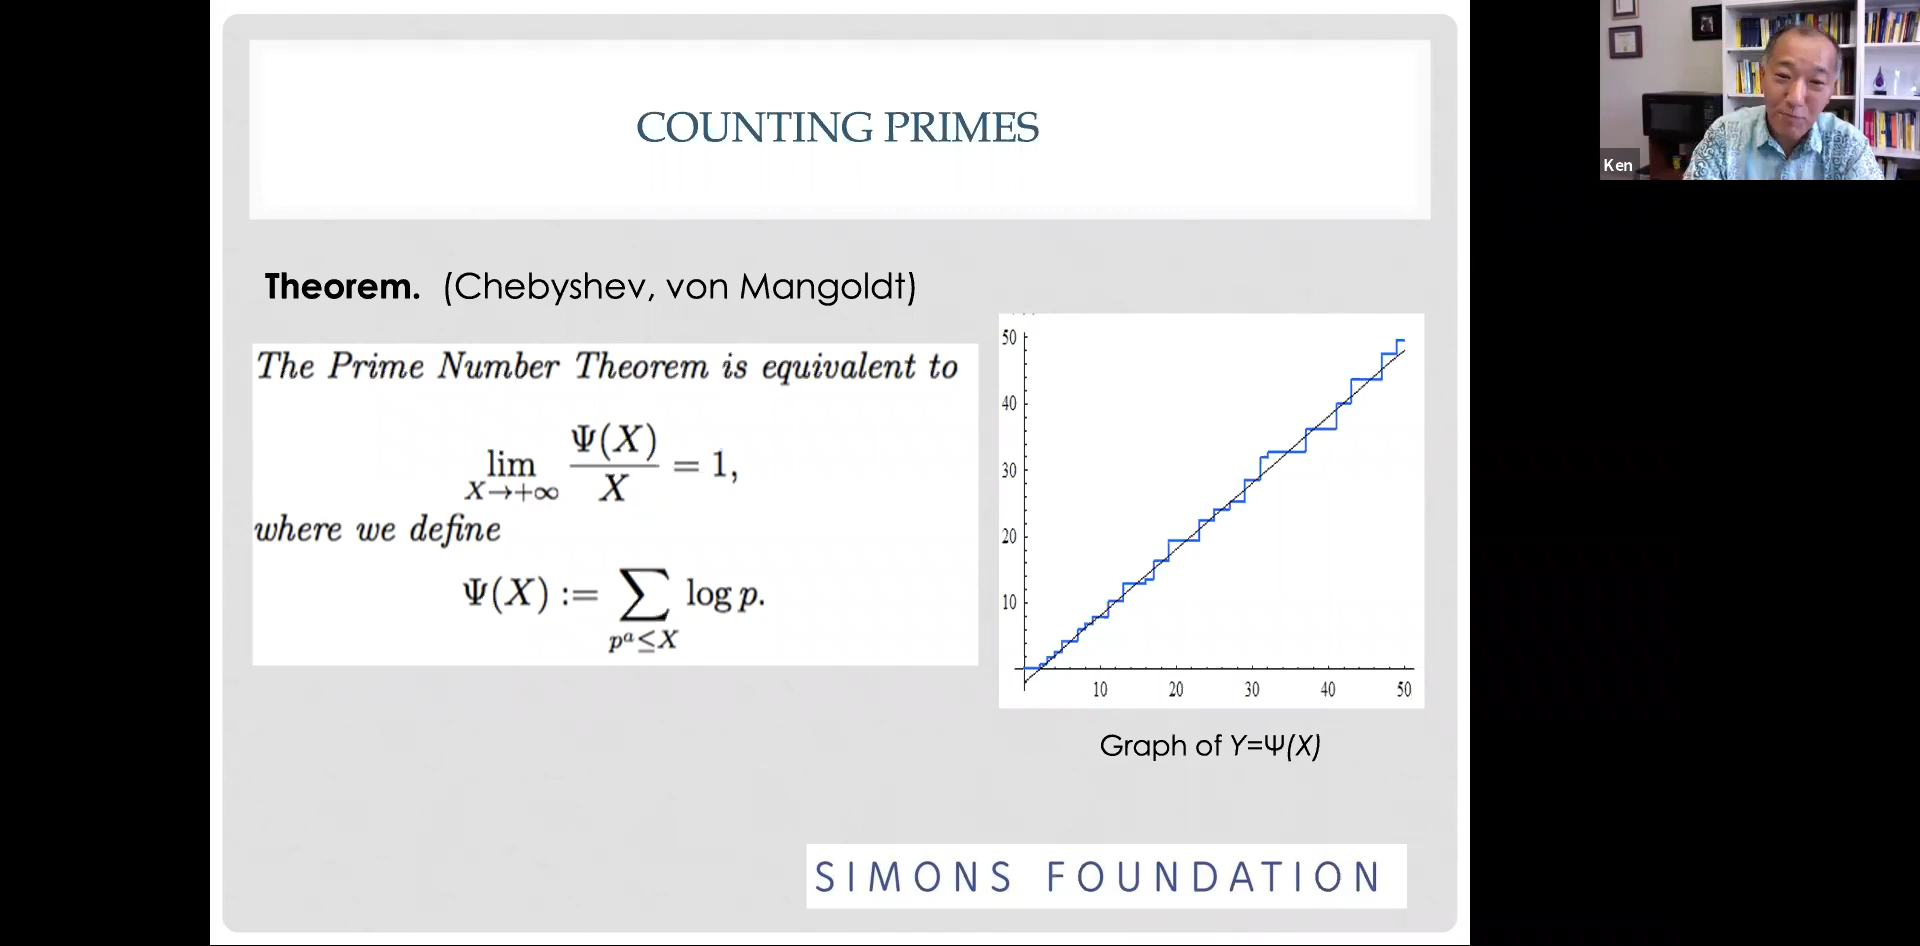 COUNTING PRIMES
Ken
Theorem. (Chebyshev, von Mangoldt)
The Prime Number Theorem is equivalent to
lim X→+∞ Ψ(X)/X = 1,
where we define
Ψ(X) := ∑ p^a≤X log p.
50
40
30
20
10
10 20 30 40 50
Graph of Y=Ψ(X)
SIMONS FOUNDATION